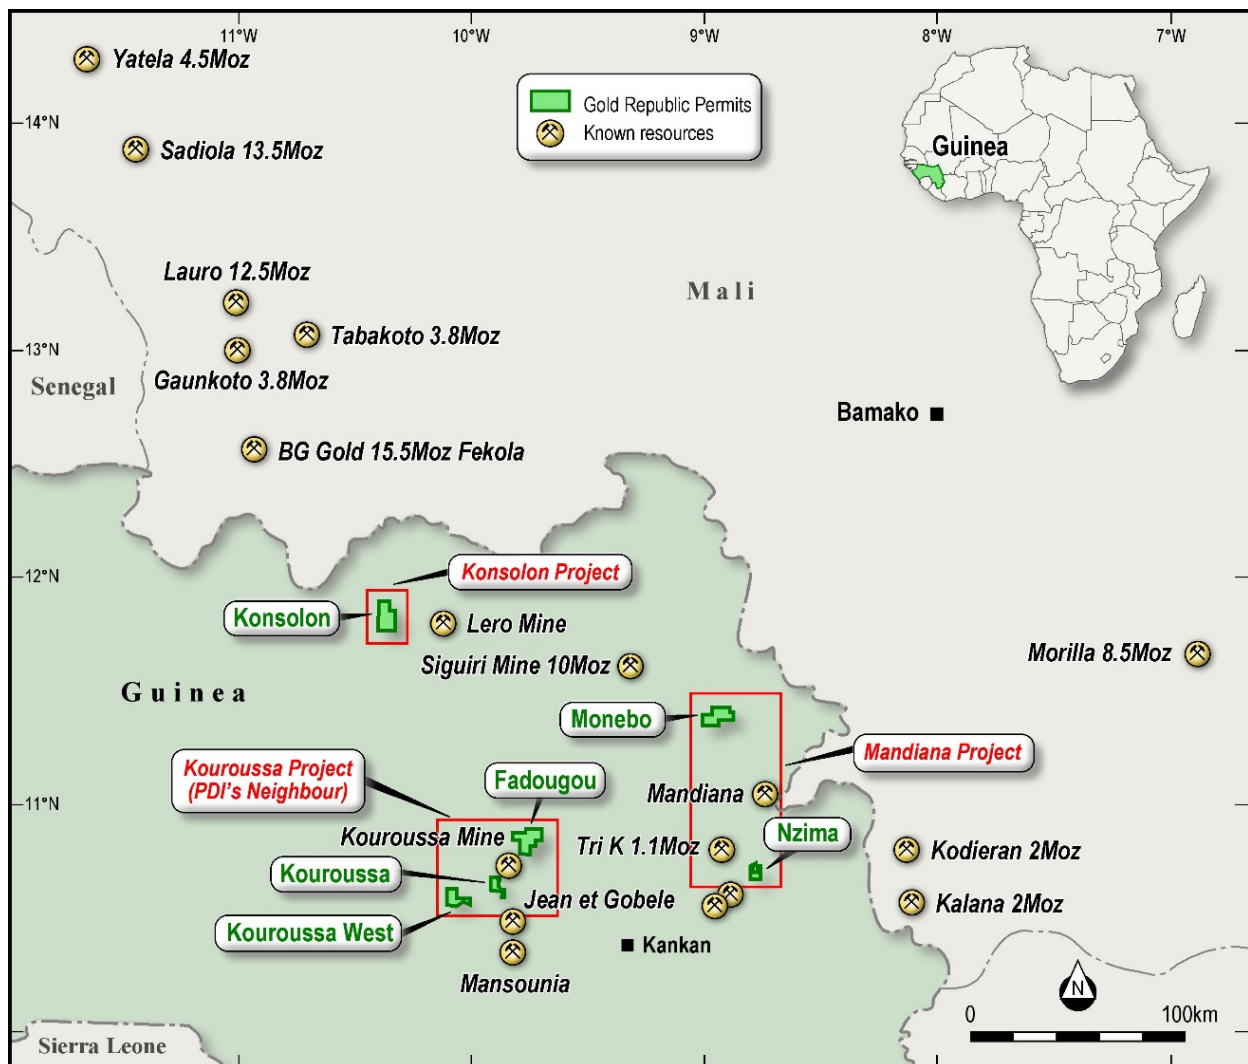 11°W
10°W
9°W
8°W
7°W
Yatela 4.5Moz
Gold Republic Permits
Known resources
14°N
Sadiola 13.5Moz
Guinea
Lauro 12.5Moz
Mali
Tabakoto 3.8Moz
13°N
Gaunkoto 3.8Moz
Senegal
Bamako
BG Gold 15.5Moz Fekola
12°N
Konsolon Project
Konsolon
Lero Mine
Siguiri Mine 10Moz
Morilla 8.5Moz
Guinea
Monebo
Mandiana Project
Kouroussa Project
(PDI's Neighbour)
Fadougou
Mandiana
11°N
Kouroussa Mine
Tri K 1.1Moz
Nzima
Kodieran 2Moz
Kouroussa
Jean et Gobele
Kalana 2Moz
Kouroussa West
Kankan
Mansounia
N
0
100km
Sierra Leone